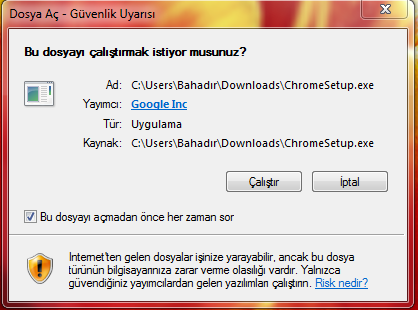 Dosya Aç - Güvenlik Uyarısı
Bu dosyayı çalıştırmak istiyor musunuz?
Ad: C:\Users\Bahadır\Downloads\ChromeSetup.exe
Yayımcı: Google Inc
Tür: Uygulama
Kaynak: C:\Users\Bahadır\Downloads\ChromeSetup.exe
Çalıştır İptal
Bu dosyayı açmadan önce her zaman sor
Internet'ten gelen dosyalar işinize yarayabilir, ancak bu dosya
türünün bilgisayarınıza zarar verme olasılığı vardır. Yalnızca
güvendiğiniz yayımcılardan gelen yazılımları çalıştırın. Risk nedir?